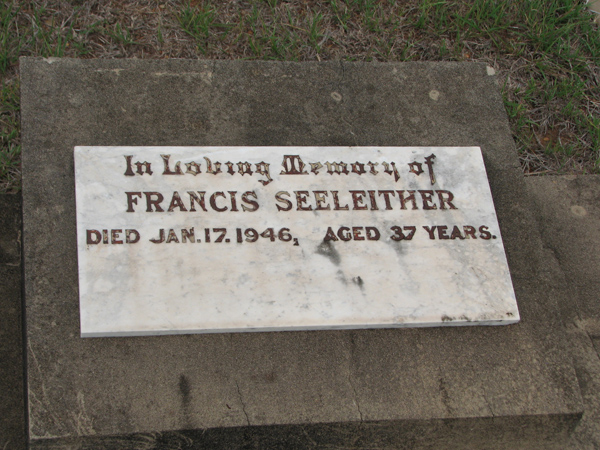 In Loving Memory of
FRANCIS SEELEITHER
DIED JAN. 17. 1946, AGED 37 YEARS.